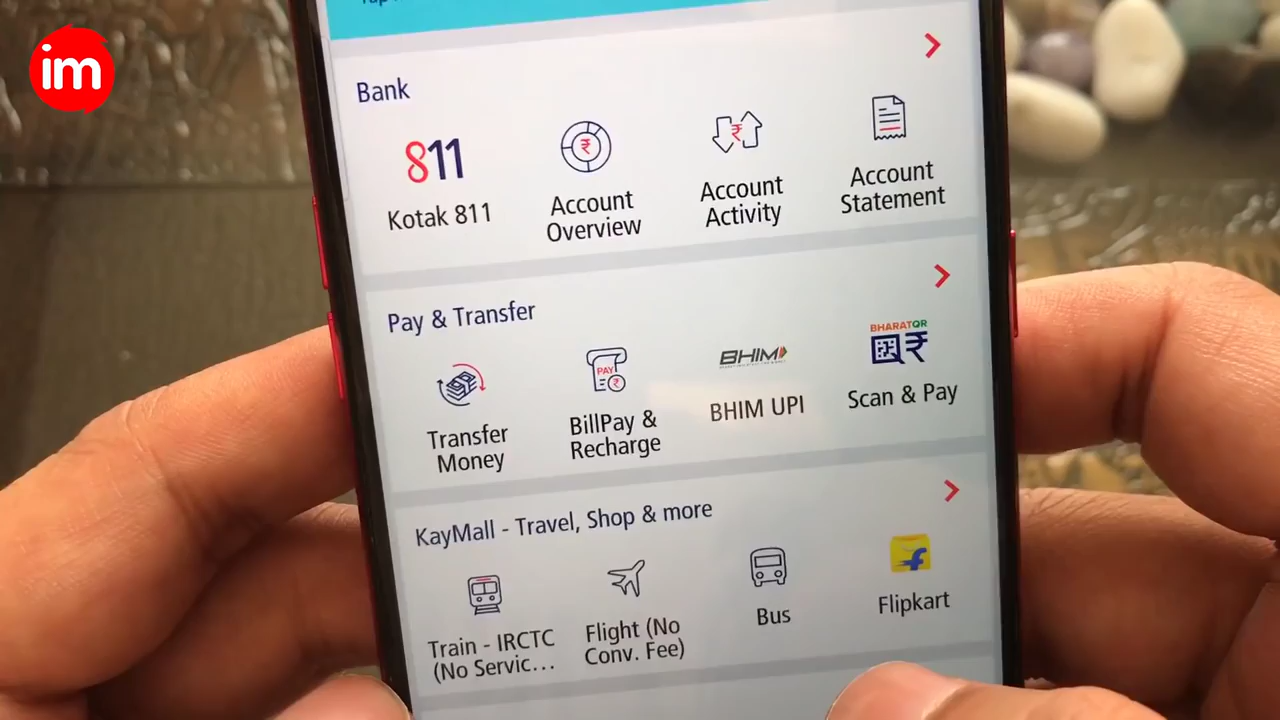 im
Bank
811
Kotak 811
Account
Overview
Account
Activity
Account
Statement
Pay & Transfer
Transfer
Money
PAY
BillPay &
Recharge
BHIM
BHIM UPI
BHARATQR
Scan & Pay
KayMall - Travel, Shop & more
Train - IRCTC
(No Servic...
Flight (No
Conv. Fee)
Bus
Flipkart